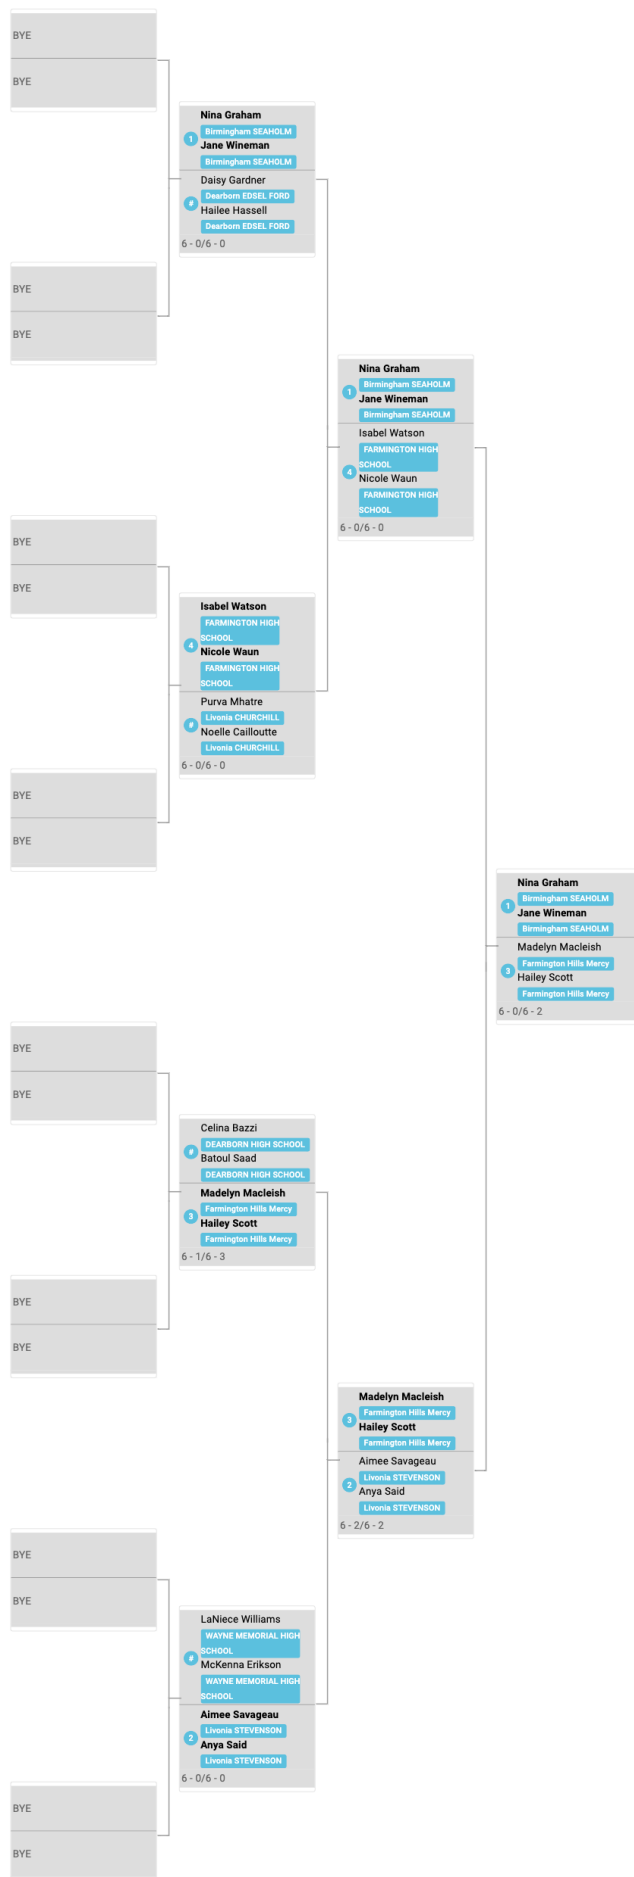 BYE
BYE
Nina Graham
Birmingham SEAHOLM
1
Jane Wineman
Birmingham SEAHOLM
Daisy Gardner
Dearborn EDSEL FORD
#
Hailee Hassell
Dearborn EDSEL FORD
6 - 0/6 - 0
BYE
BYE
Nina Graham
Birmingham SEAHOLM
1
Jane Wineman
Birmingham SEAHOLM
Isabel Watson
FARMINGTON HIGH
SCHOOL
4
Nicole Waun
FARMINGTON HIGH
SCHOOL
6 - 0/6 - 0
BYE
BYE
Isabel Watson
FARMINGTON HIGH
SCHOOL
4
Nicole Waun
FARMINGTON HIGH
SCHOOL
Purva Mhatre
Livonia CHURCHILL
#
Noelle Cailloutte
Livonia CHURCHILL
6 - 0/6 - 0
BYE
BYE
Nina Graham
Birmingham SEAHOLM
1
Jane Wineman
Birmingham SEAHOLM
Madelyn Macleish
Farmington Hills Mercy
3
Hailey Scott
Farmington Hills Mercy
6 - 0/6 - 2
BYE
BYE
Celina Bazzi
DEARBORN HIGH SCHOOL
#
Batoul Saad
DEARBORN HIGH SCHOOL
Madelyn Macleish
Farmington Hills Mercy
3
Hailey Scott
Farmington Hills Mercy
6 - 1/6 - 3
BYE
BYE
Madelyn Macleish
Farmington Hills Mercy
3
Hailey Scott
Farmington Hills Mercy
Aimee Savageau
Livonia STEVENSON
2
Anya Said
Livonia STEVENSON
6 - 2/6 - 2
BYE
BYE
LaNiece Williams
WAYNE MEMORIAL HIGH
SCHOOL
#
McKenna Erikson
WAYNE MEMORIAL HIGH
SCHOOL
Aimee Savageau
Livonia STEVENSON
2
Anya Said
Livonia STEVENSON
6 - 0/6 - 0
BYE
BYE